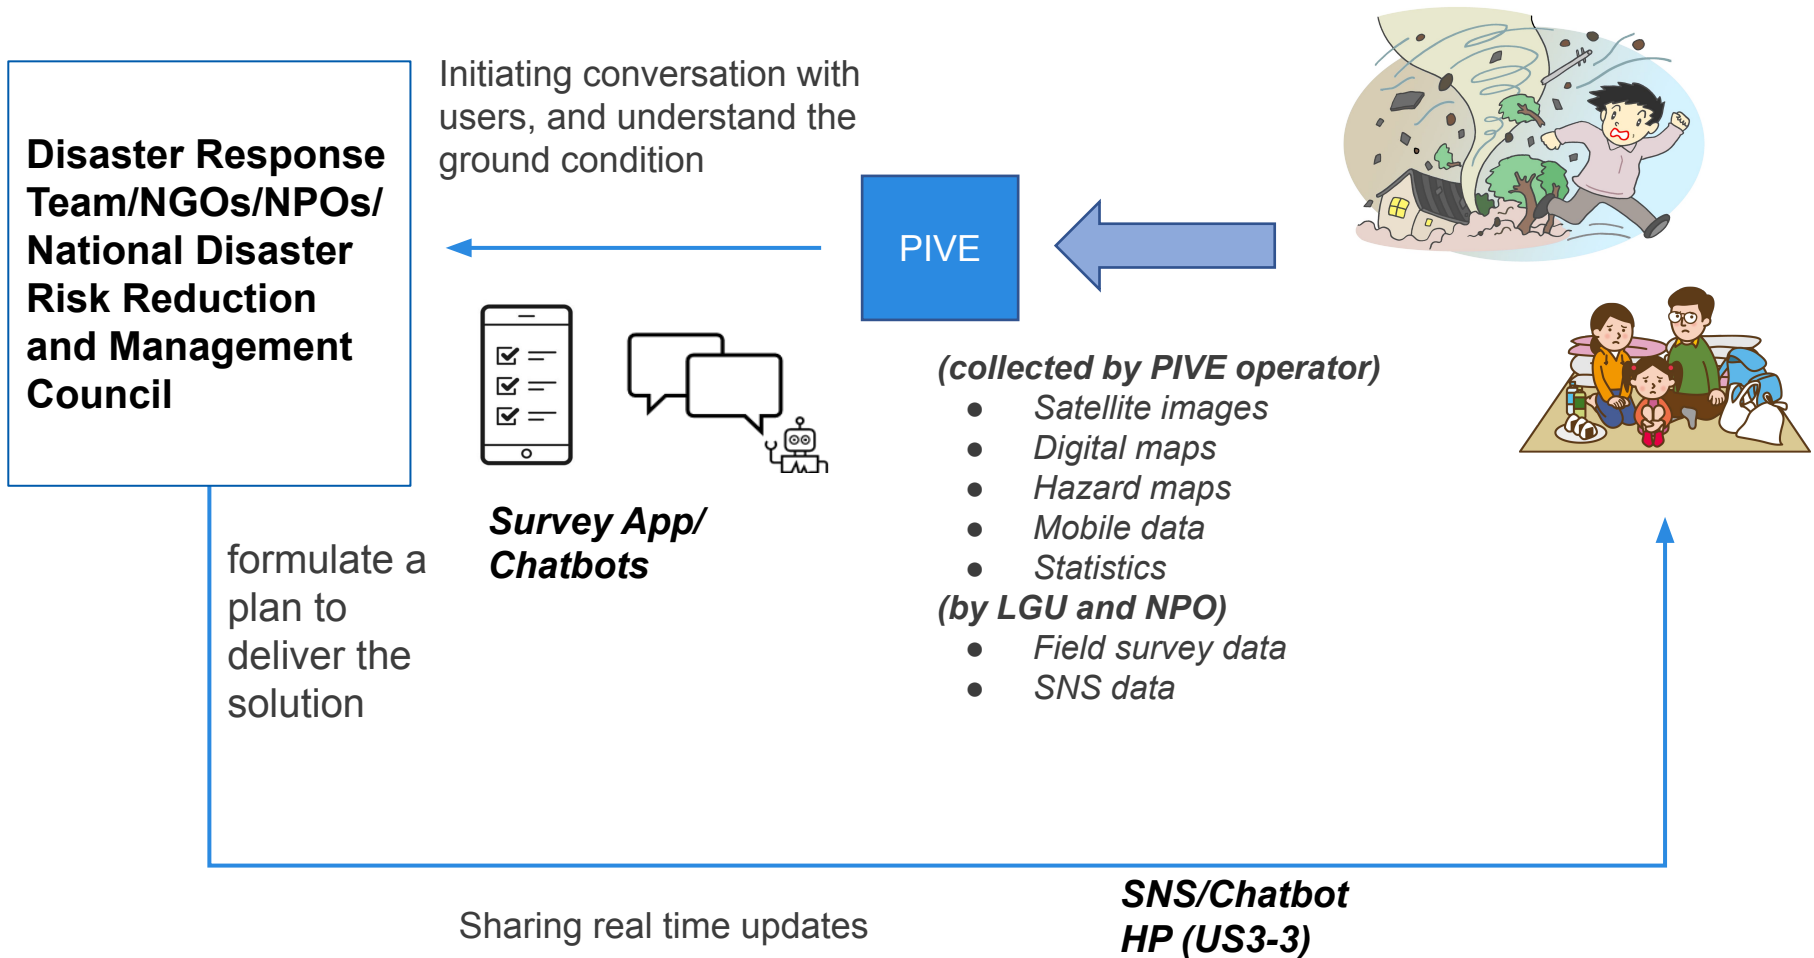 Disaster Response
Team/NGOs/NPOs/
National Disaster
Risk Reduction
and Management
Council
Initiating conversation with
users, and understand the
ground condition
PIVE
Survey App/
Chatbots
(collected by PIVE operator)
● Satellite images
● Digital maps
● Hazard maps
● Mobile data
● Statistics
(by LGU and NPO)
● Field survey data
● SNS data
formulate a
plan to
deliver the
solution
Sharing real time updates
SNS/Chatbot
HP (US3-3)